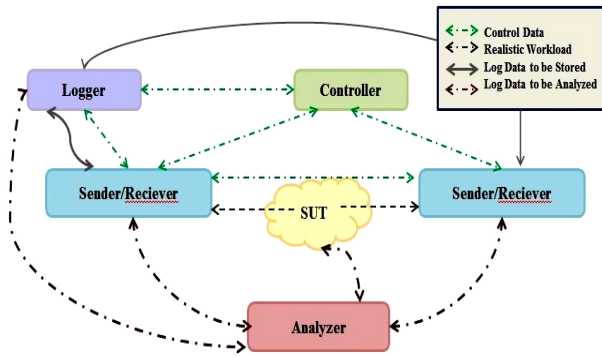 Control Data
Realistic Workload
Log Data to be Stored
Log Data to be Analyzed
Logger
Controller
Sender/Reciever
Sender/Reciever
SUT
Analyzer